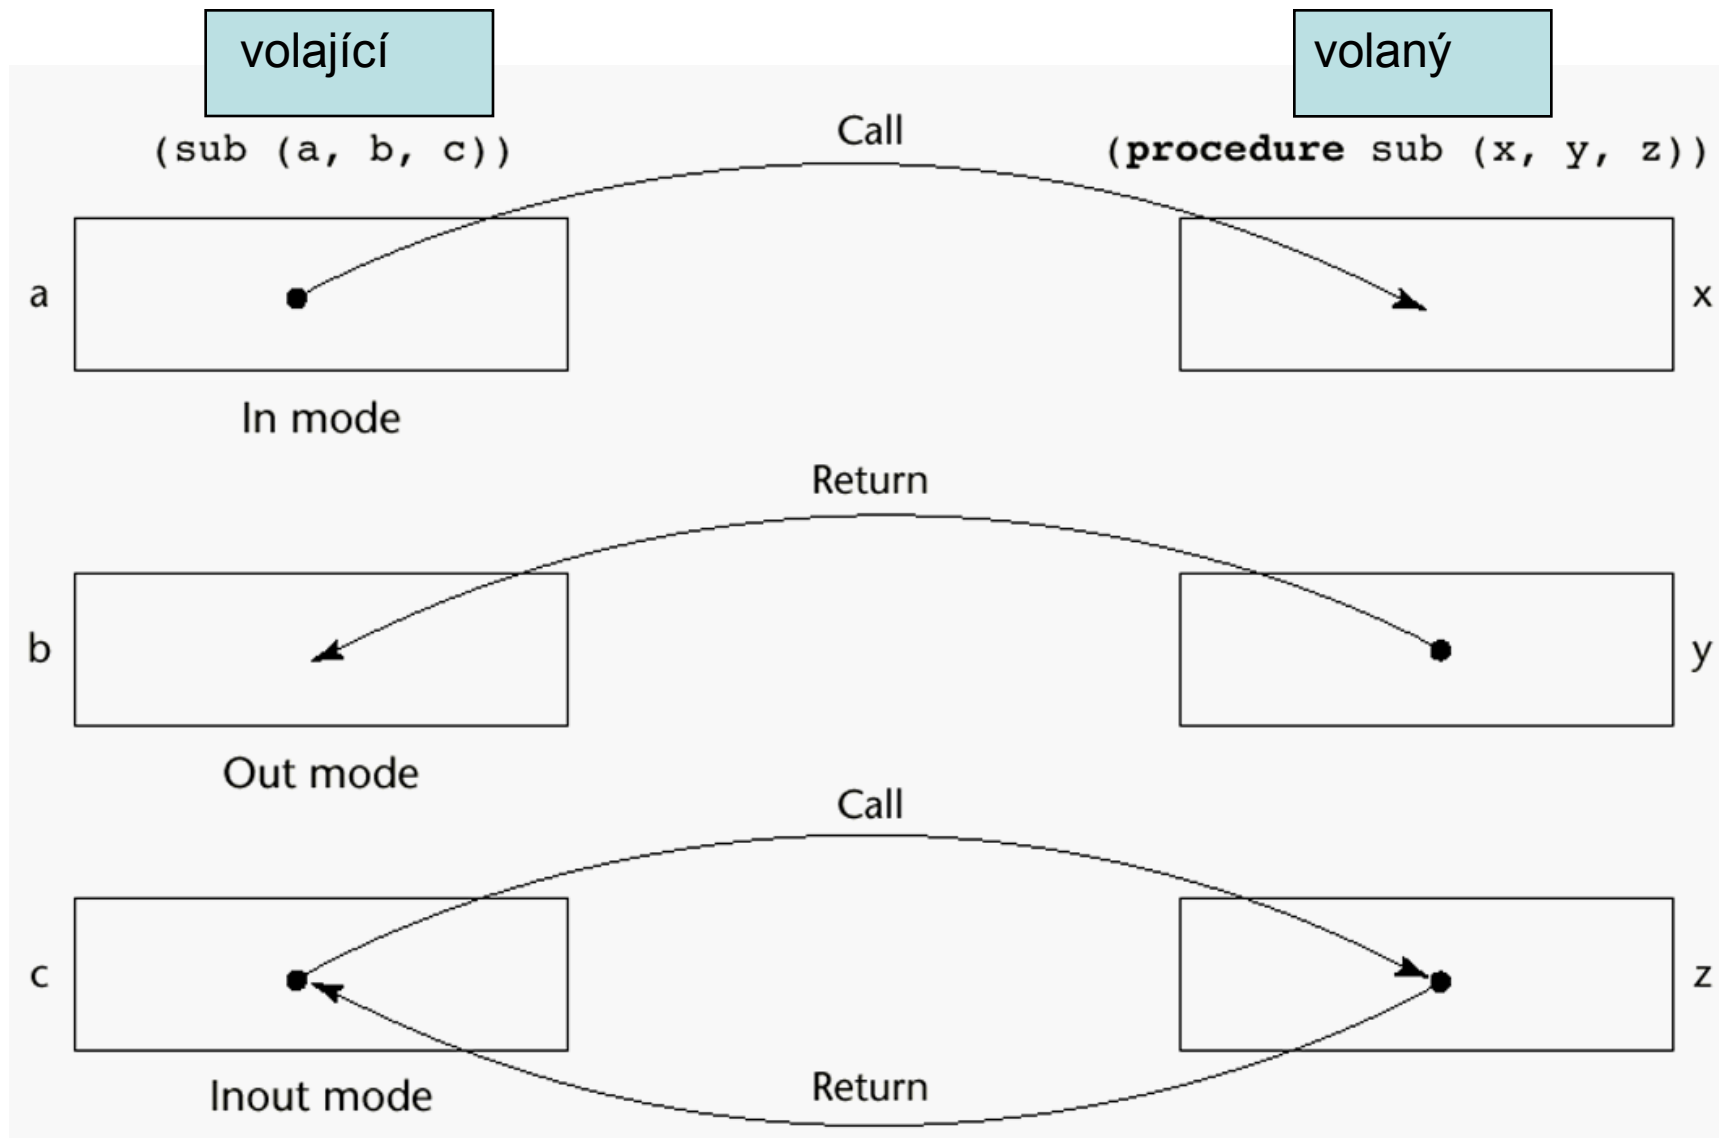 volající
volaný
Call
(sub (a, b, c))
(procedure sub (x, y, z))
a
x
In mode
Return
b
y
Out mode
Call
c
z
Return
Inout mode